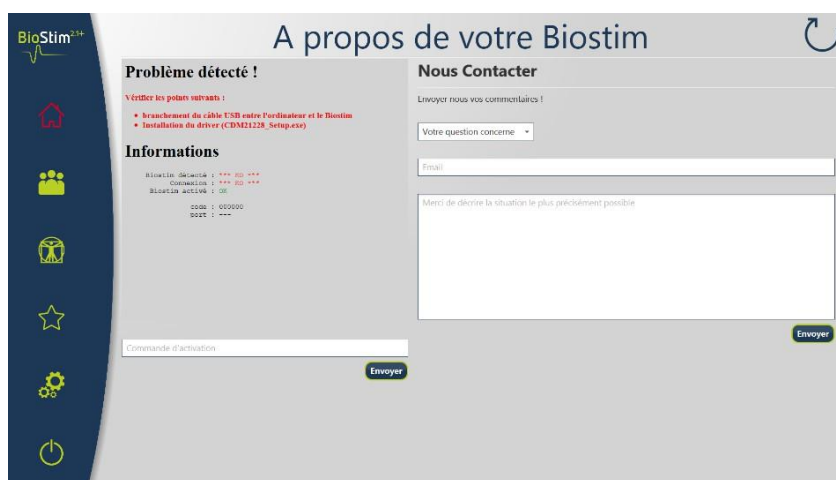 BioStim2.1+
A propos de votre Biostim
Problème détecté !
Vérifier les points suivants :
branchement du câble USB entre l'ordinateur et le Biostim
Installation du driver (CDM21228_Setup.exe)
Informations
Biostim détecté : *** KO ***
Connexion : *** KO ***
Biostim activé : OK
code : 000000
port : ---
Commande d'activation
Envoyer
Nous Contacter
Envoyer nous vos commentaires !
Votre question concerne
Email
Merci de décrire la situation le plus précisément possible
Envoyer